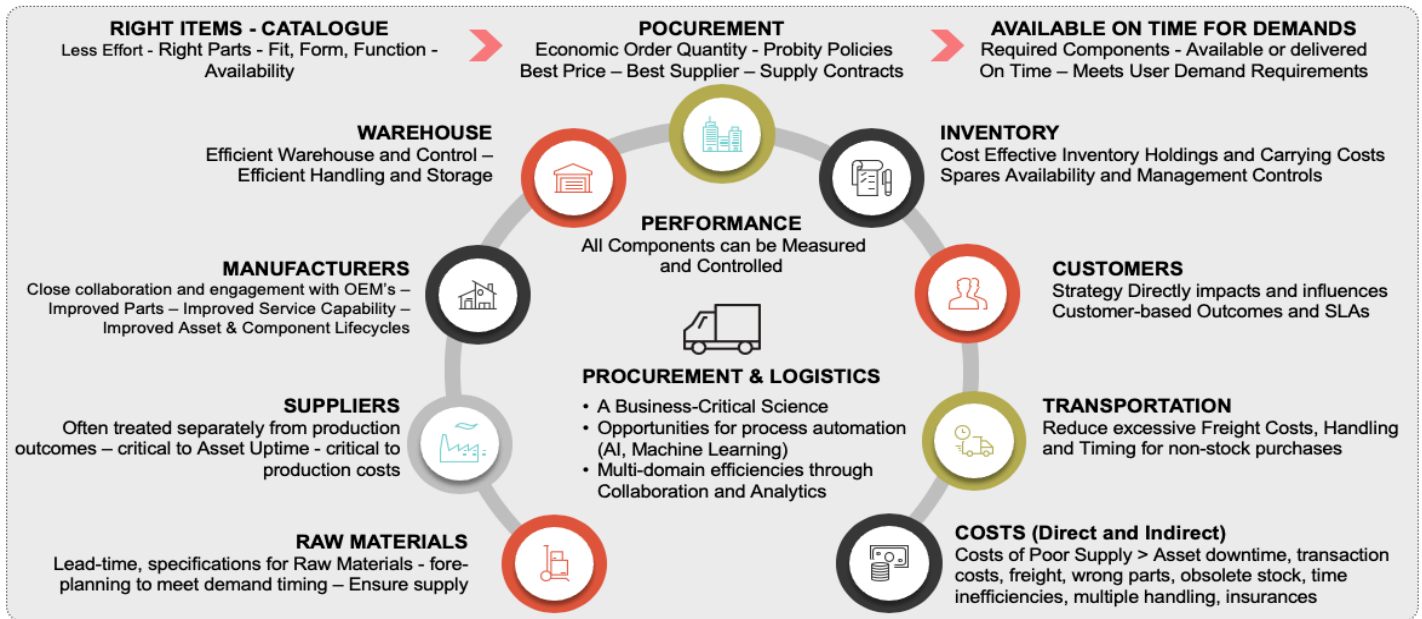 RIGHT ITEMS - CATALOGUE
Less Effort - Right Parts - Fit, Form, Function -
Availability
POCUREMENT
Economic Order Quantity - Probity Policies
Best Price – Best Supplier – Supply Contracts
AVAILABLE ON TIME FOR DEMANDS
Required Components - Available or delivered
On Time – Meets User Demand Requirements
WAREHOUSE
Efficient Warehouse and Control –
Efficient Handling and Storage
INVENTORY
Cost Effective Inventory Holdings and Carrying Costs
Spares Availability and Management Controls
PERFORMANCE
All Components can be Measured
and Controlled
MANUFACTURERS
Close collaboration and engagement with OEM's –
Improved Parts – Improved Service Capability –
Improved Asset & Component Lifecycles
CUSTOMERS
Strategy Directly impacts and influences
Customer-based Outcomes and SLAs
PROCUREMENT & LOGISTICS
• A Business-Critical Science
• Opportunities for process automation
(AI, Machine Learning)
• Multi-domain efficiencies through
Collaboration and Analytics
SUPPLIERS
Often treated separately from production
outcomes – critical to Asset Uptime - critical to
production costs
TRANSPORTATION
Reduce excessive Freight Costs, Handling
and Timing for non-stock purchases
RAW MATERIALS
Lead-time, specifications for Raw Materials - fore-
planning to meet demand timing – Ensure supply
COSTS (Direct and Indirect)
Costs of Poor Supply > Asset downtime, transaction
costs, freight, wrong parts, obsolete stock, time
inefficiencies, multiple handling, insurances